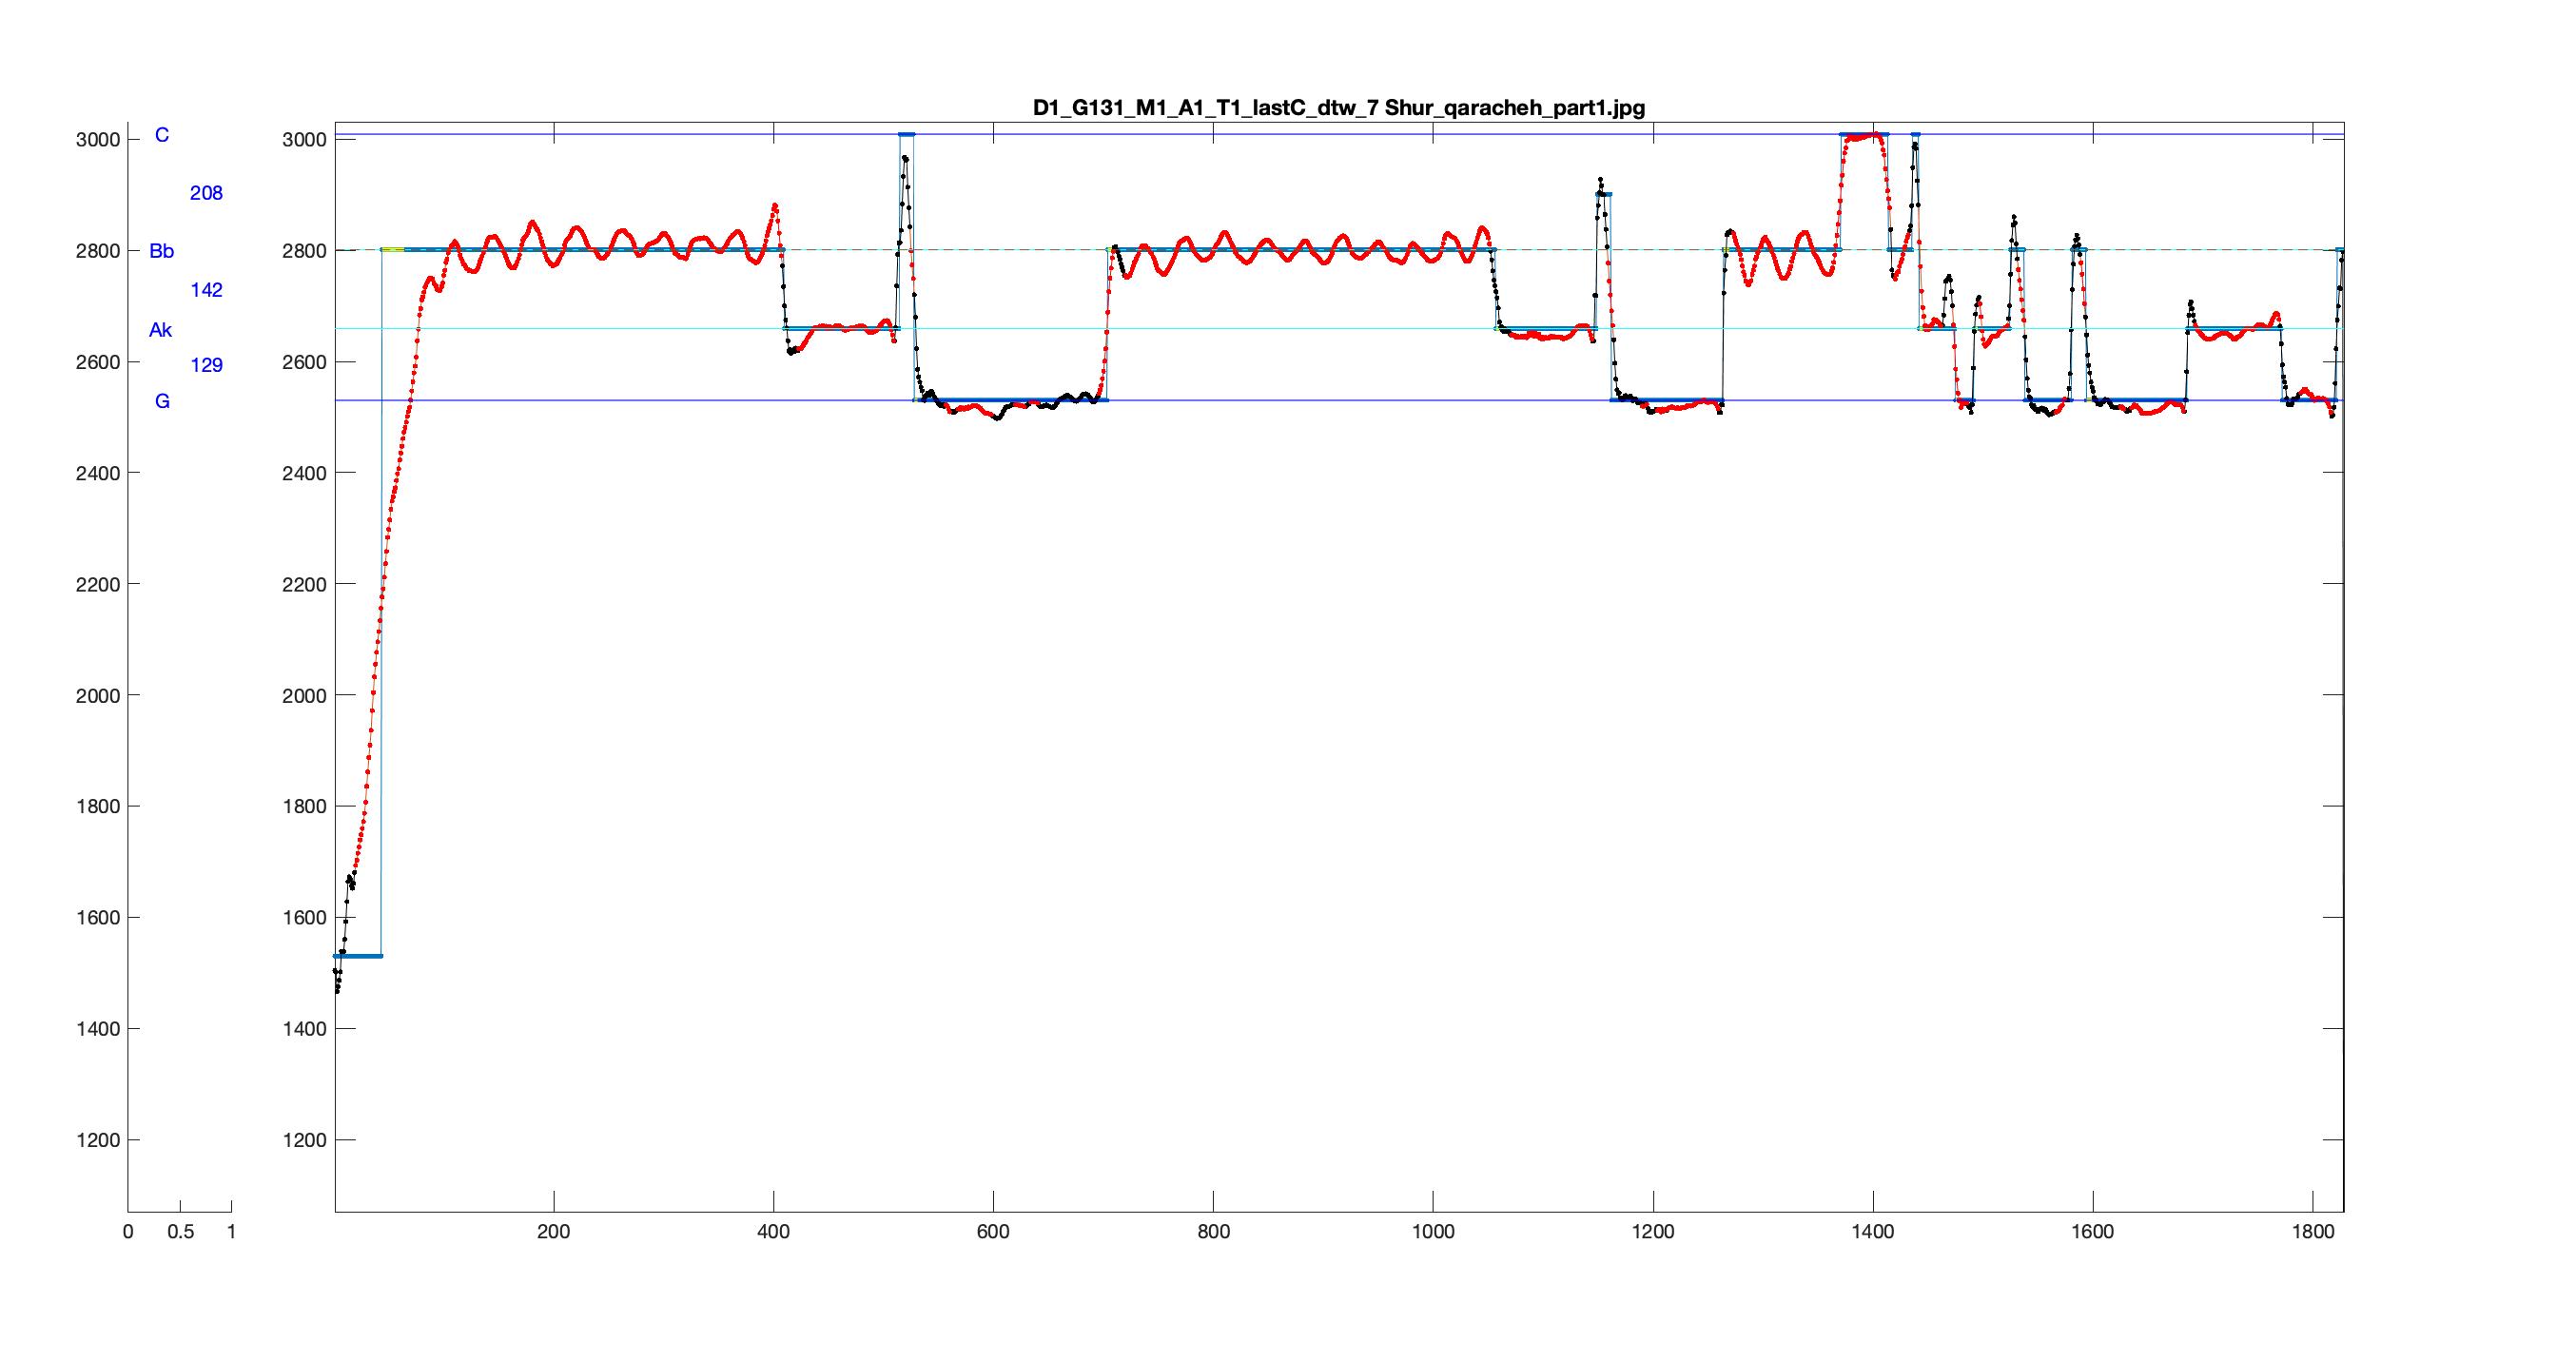 D1_G131_M1_A1_T1_lastC_dtw_7 Shur_qaracheh_part1.jpg
3000 C 3000
208
2800 Bb 2800
142
Ak
2600 129 2600
G
2400 2400
2200 2200
2000 2000
1800 1800
1600 1600
1400 1400
1200 1200
0 0.5 1 200 400 600 800 1000 1200 1400 1600 1800